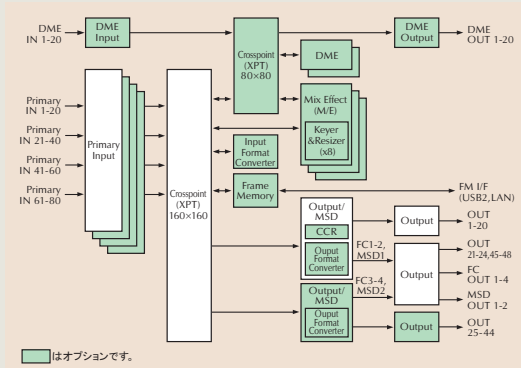 DME
IN 1-20
DME
Input
Crosspoint
(XPT)
80×80
DME
Output
DME
OUT 1-20
DME
Primary
IN 1-20
Primary
IN 21-40
Primary
IN 41-60
Primary
IN 61-80
Primary
Input
Crosspoint
(XPT)
160×160
Mix Effect
(M/E)
Keyer
&Resizer
(x8)
Input
Format
Converter
Frame
Memory
FM I/F
(USB2,LAN)
Output/
MSD
CCR
Ouput
Format
Converter
FC1-2,
MSD1
FC3-4,
MSD2
Output/
MSD
Ouput
Format
Converter
Output
OUT
1-20
Output
OUT
21-24,45-48
FC
OUT 1-4
MSD
OUT 1-2
Output
OUT
25-44
はオプションです。